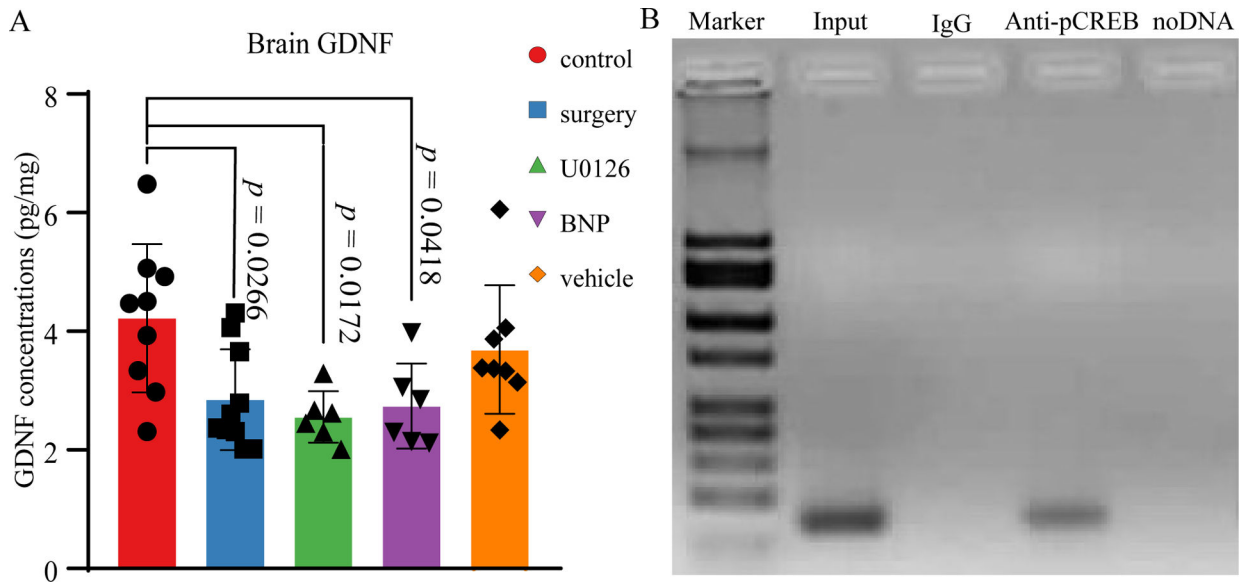 A
Brain GDNF
control
surgery
U0126
BNP
vehicle
GDNF concentrations (pg/mg)
8
6
4
2
0
p = 0.0266
p = 0.0172
p = 0.0418
B
Marker Input IgG Anti-pCREB noDNA